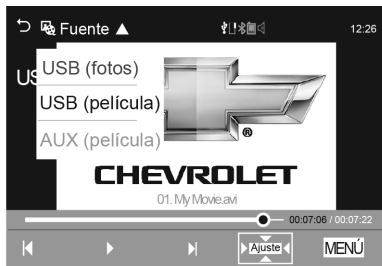 Fuente ▲
12:26
US
USB (fotos)
USB (película)
AUX (película)
®
CHEVROLET
01. My Movie.avi
00:07:06 / 00:07:22
Ajuste
MENÚ